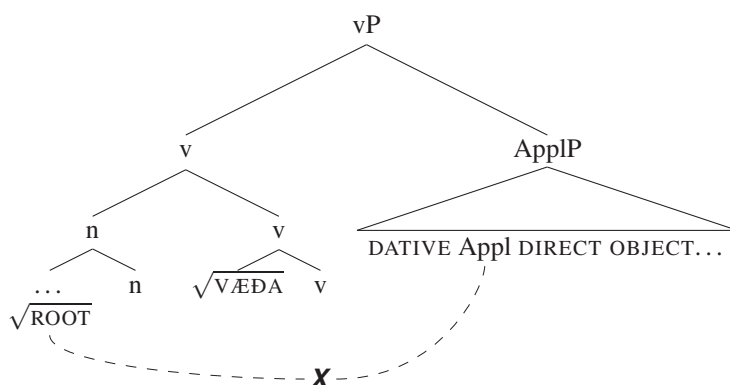 vP
v ApplP
n v DATIVE Appl DIRECT OBJECT...
... n √VÆÐA v
√ROOT
X